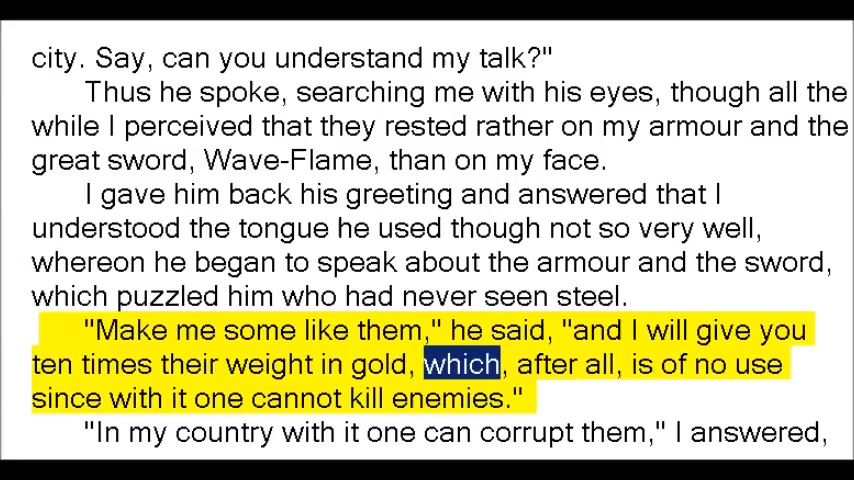 city. Say, can you understand my talk?"
Thus he spoke, searching me with his eyes, though all the
while I perceived that they rested rather on my armour and the
great sword, Wave-Flame, than on my face.
I gave him back his greeting and answered that I
understood the tongue he used though not so very well,
whereon he began to speak about the armour and the sword,
which puzzled him who had never seen steel.
"Make me some like them," he said, "and I will give you
ten times their weight in gold, which, after all, is of no use
since with it one cannot kill enemies."
"In my country with it one can corrupt them," I answered,